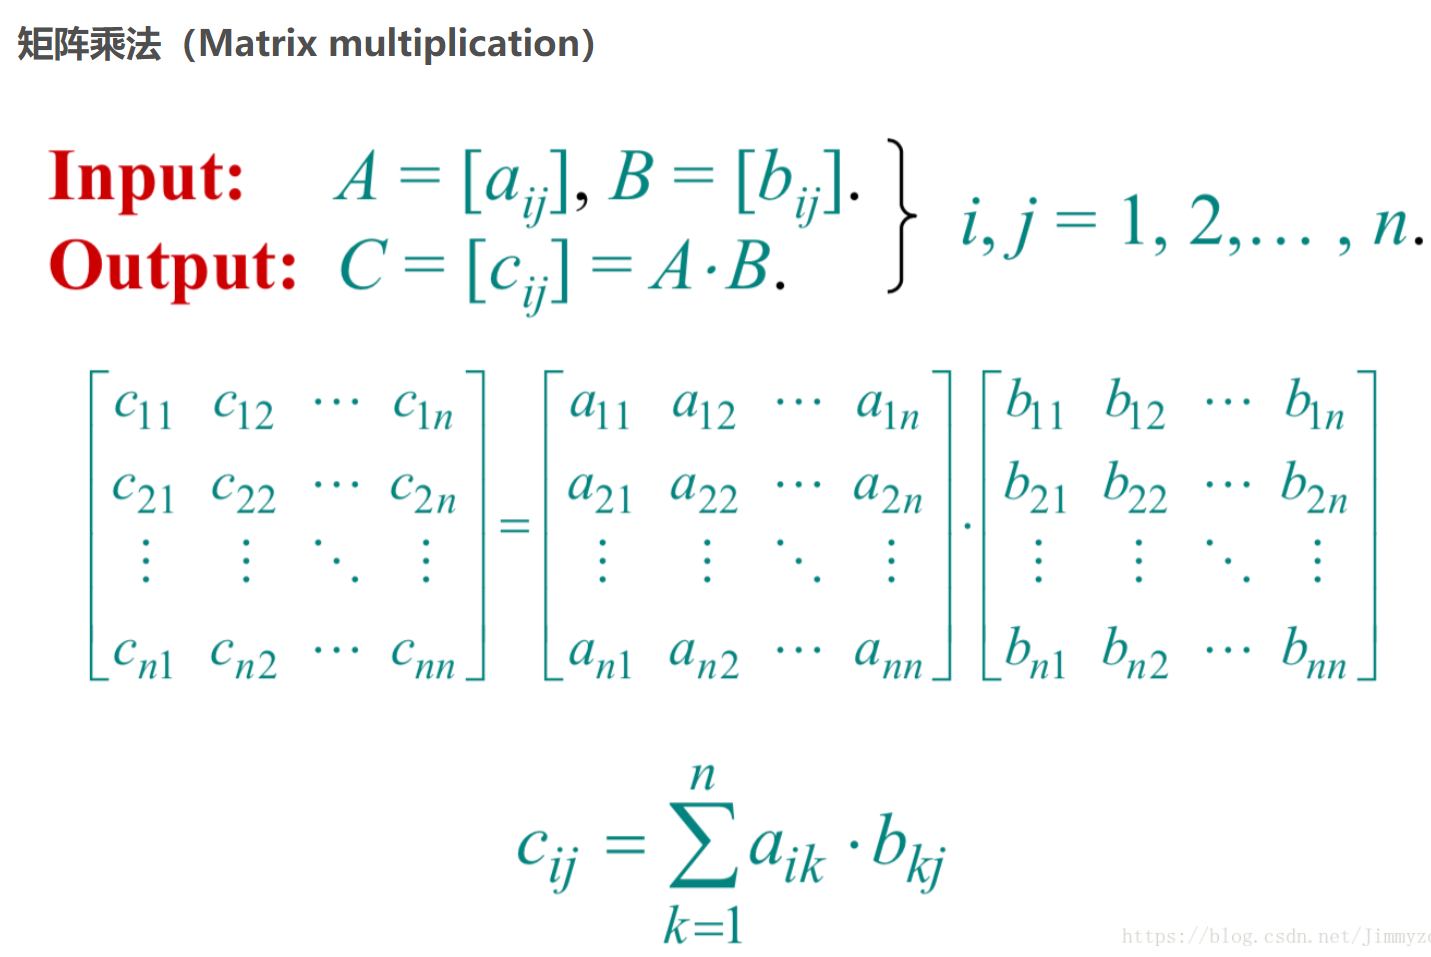 矩阵乘法（Matrix multiplication）
Input: A = [a_ij], B = [b_ij].
Output: C = [c_ij] = A · B.
i, j = 1, 2,… , n.
c11 c12 ⋯ c1n
c21 c22 ⋯ c2n
⋮ ⋮ ⋱ ⋮
cn1 cn2 ⋯ cnn
=
a11 a12 ⋯ a1n
a21 a22 ⋯ a2n
⋮ ⋮ ⋱ ⋮
an1 an2 ⋯ ann
·
b11 b12 ⋯ b1n
b21 b22 ⋯ b2n
⋮ ⋮ ⋱ ⋮
bn1 bn2 ⋯ bnn
n
c_ij = ∑ a_ik · b_kj
k=1
https://blog.csdn.net/Jimmyz